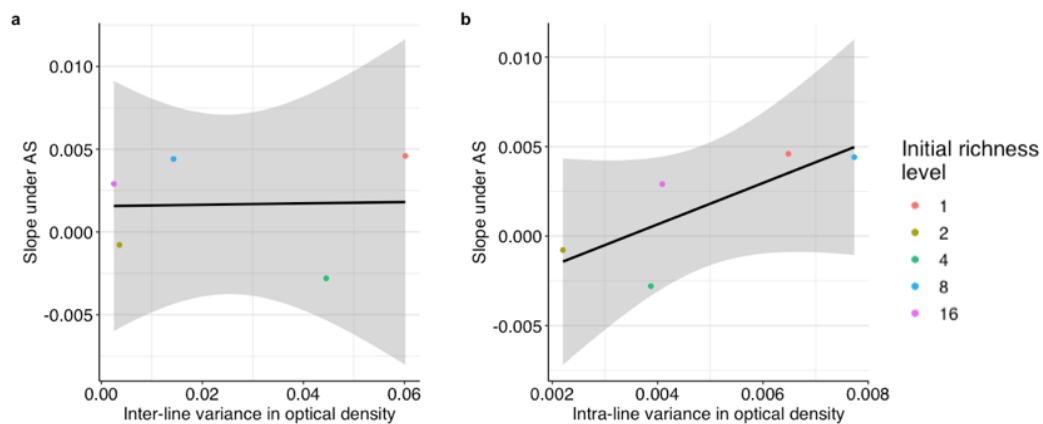 a
b
Slope under AS
0.010
0.005
0.000
-0.005
0.00
0.02
0.04
0.06
Inter-line variance in optical density
Slope under AS
0.010
0.005
0.000
-0.005
0.002
0.004
0.006
0.008
Intra-line variance in optical density
Initial richness
level
1
2
4
8
16